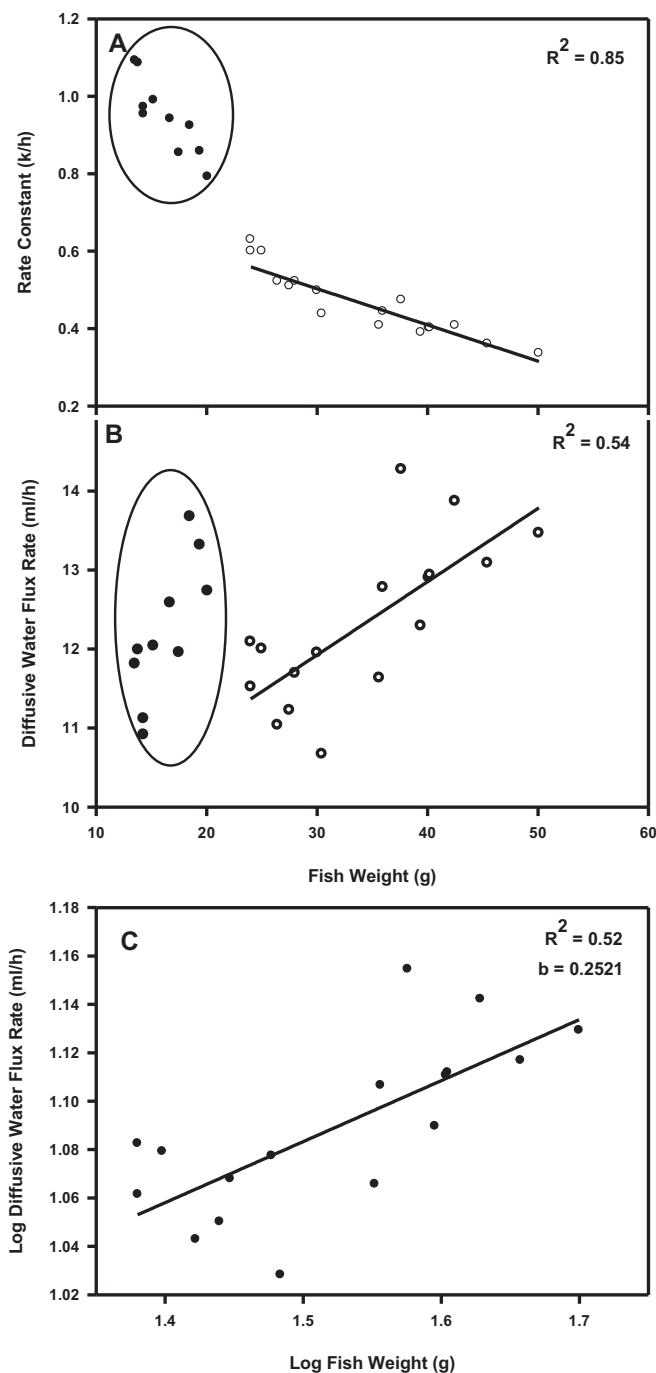 A
R2 = 0.85
Rate Constant (k/h)
1.2
1.0
0.8
0.6
0.4
0.2
B
R2 = 0.54
Diffusive Water Flux Rate (ml/h)
14
13
12
11
10
10 20 30 40 50 60
Fish Weight (g)
C
R2 = 0.52
b = 0.2521
Log Diffusive Water Flux Rate (ml/h)
1.18
1.16
1.14
1.12
1.10
1.08
1.06
1.04
1.02
1.4 1.5 1.6 1.7
Log Fish Weight (g)